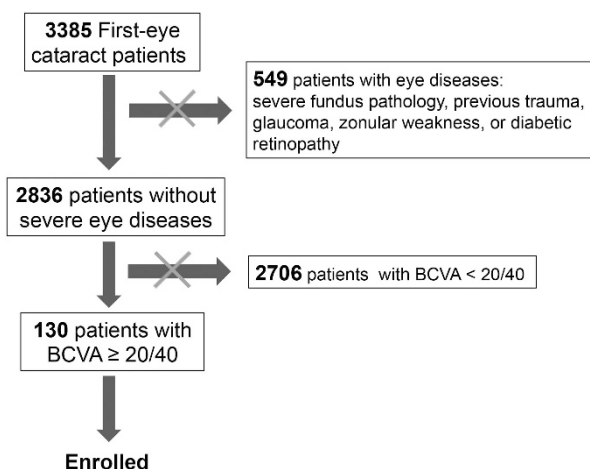 3385 First-eye
cataract patients
549 patients with eye diseases:
severe fundus pathology, previous trauma,
glaucoma, zonular weakness, or diabetic
retinopathy
2836 patients without
severe eye diseases
2706 patients with BCVA < 20/40
130 patients with
BCVA ≥ 20/40
Enrolled